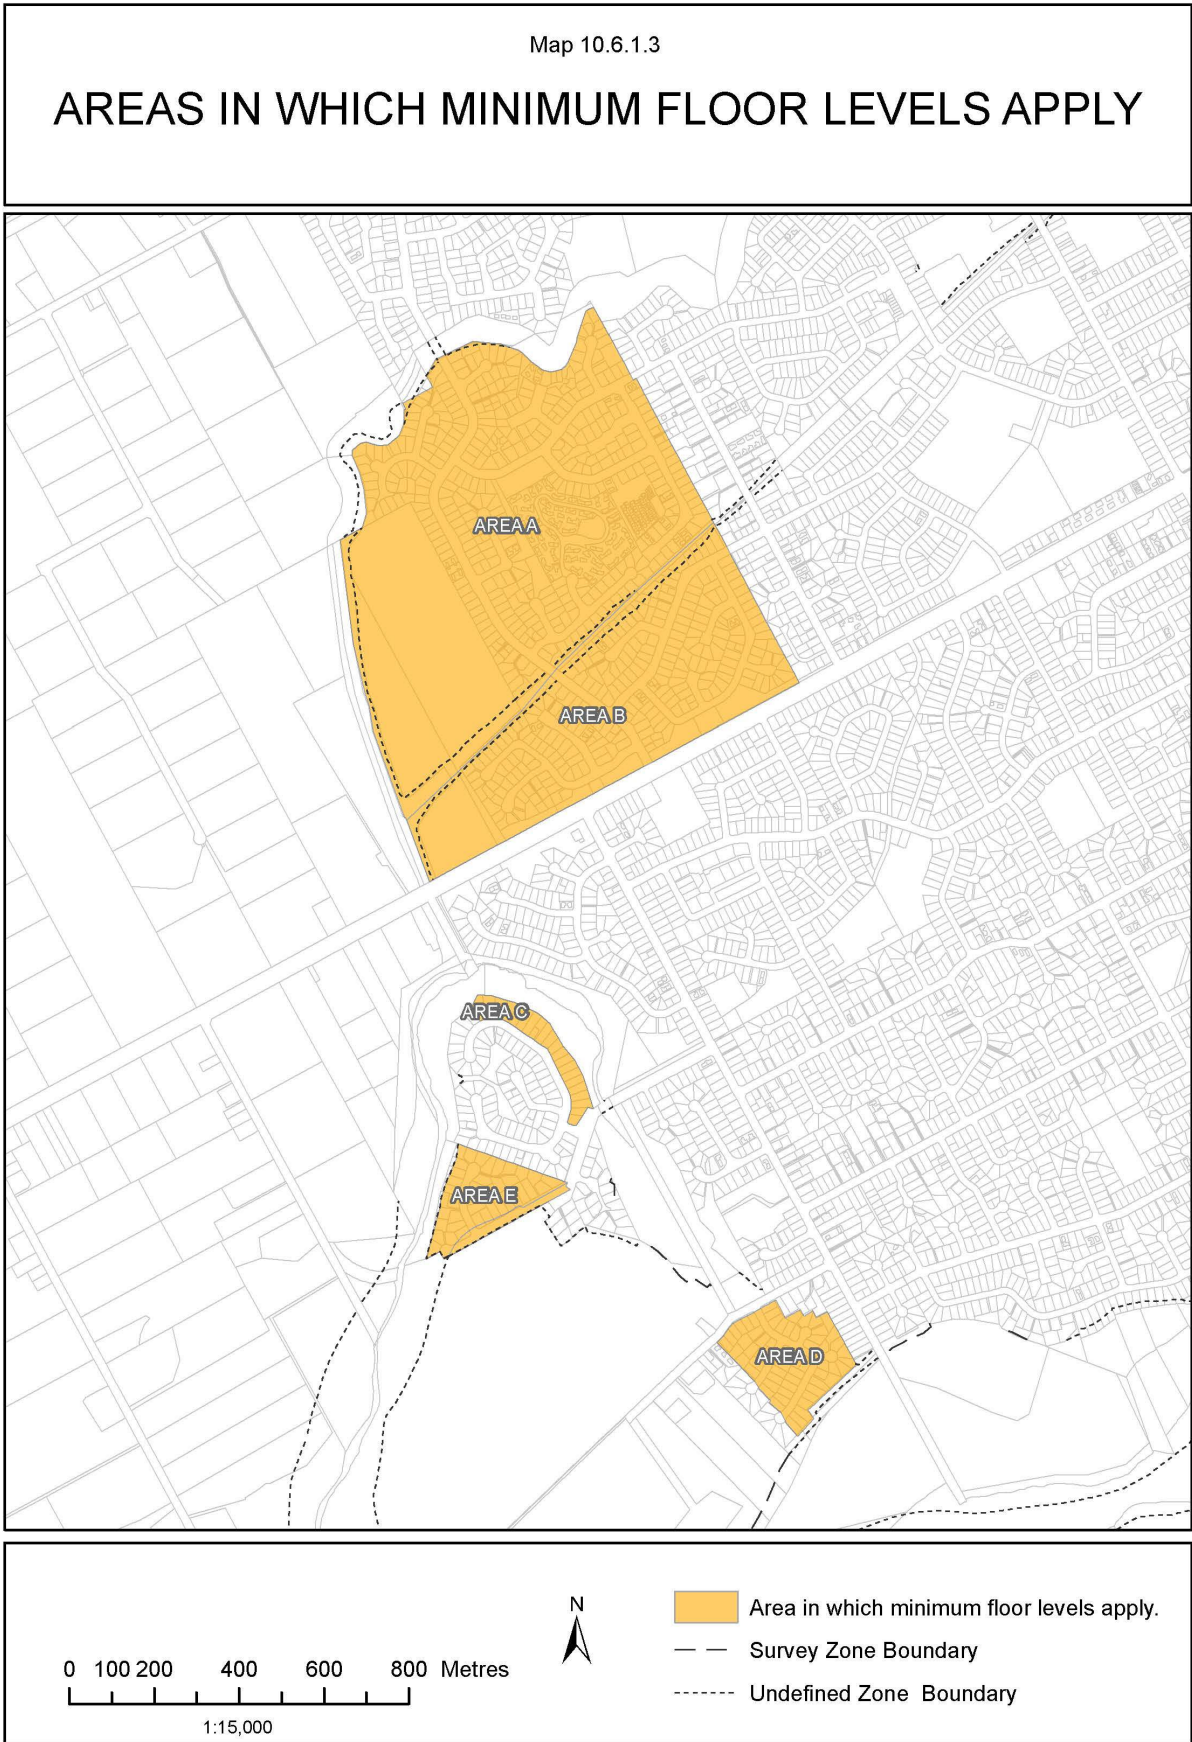 Map 10.6.1.3
AREAS IN WHICH MINIMUM FLOOR LEVELS APPLY
AREA A
AREA B
AREA C
AREA E
AREA D
N
0 100 200 400 600 800 Metres
1:15,000
Area in which minimum floor levels apply.
Survey Zone Boundary
Undefined Zone Boundary